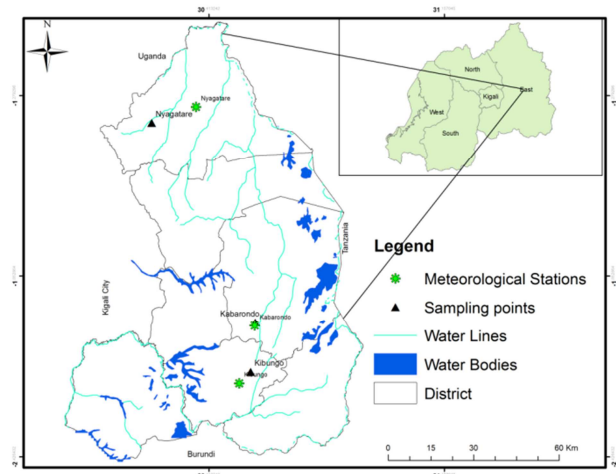 30
31
N
Uganda
North
East
Kigali
West
South
Nyagatare
Nyagatare
Tanzania
Legend
Meteorological Stations
Kigali City
Kabarondo
Kabarondo
Sampling points
Water Lines
Kibungo
Water Bodies
District
Burundi
0 15 30 60 Km